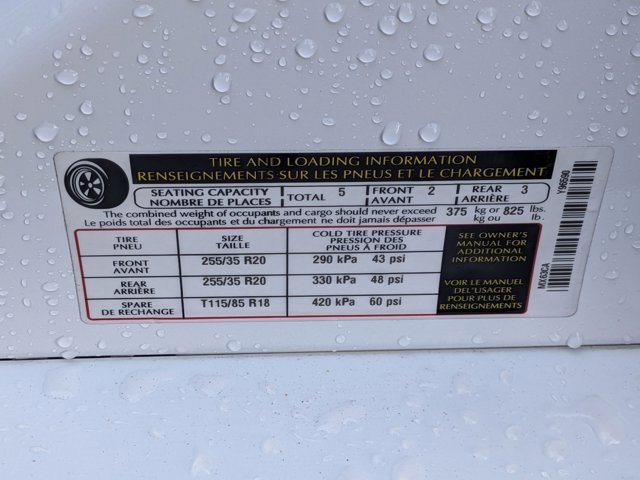 TIRE AND LOADING INFORMATION
RENSEIGNEMENTS SUR LES PNEUS ET LE CHARGEMENT
SEATING CAPACITY TOTAL 5 FRONT 2 REAR 3
NOMBRE DE PLACES AVANT ARRIÈRE
The combined weight of occupants and cargo should never exceed 375 kg or 825 lbs.
Le poids total des occupants et du chargement ne doit jamais dépasser kg ou lb.
TIRE SIZE COLD TIRE PRESSURE
PNEU TAILLE PRESSION DES
PNEUS À FROID
FRONT 255/35 R20 290 kPa 43 psi
AVANT
REAR 255/35 R20 330 kPa 48 psi
ARRIÈRE
SPARE T115/85 R18 420 kPa 60 psi
DE RECHANGE
SEE OWNER'S
MANUAL FOR
ADDITIONAL
INFORMATION
VOIR LE MANUEL
DEL'USAGER
POUR PLUS DE
RENSEIGNEMENTS